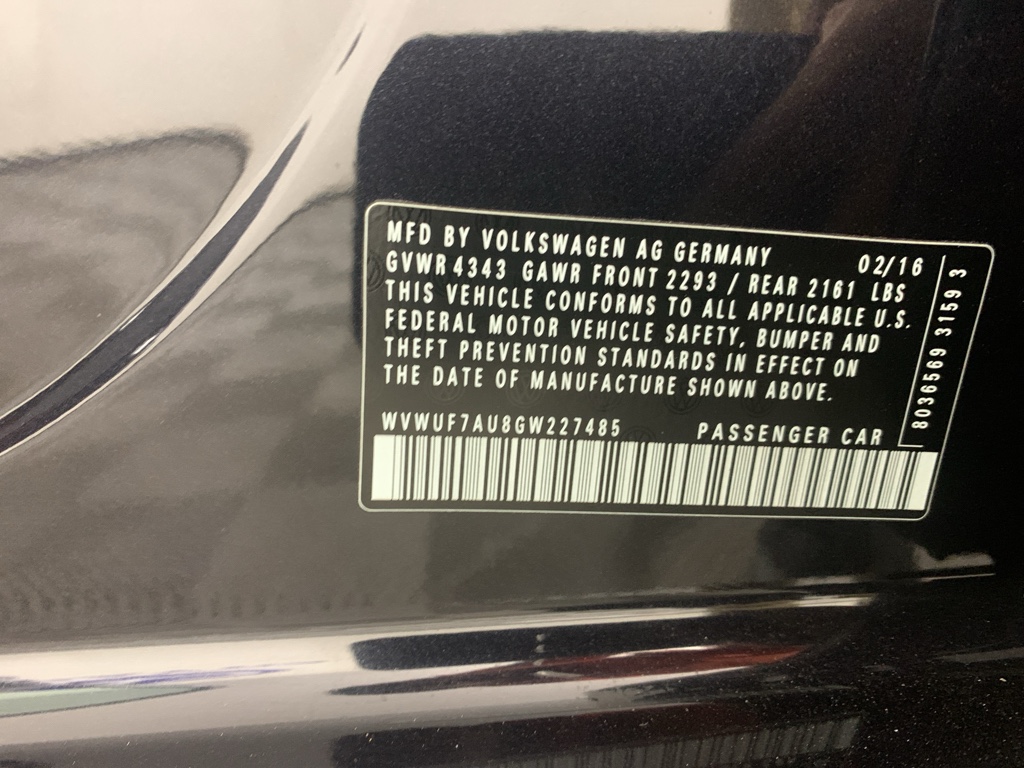 MFD BY VOLKSWAGEN AG GERMANY 02/16
GVWR 4343 GAWR FRONT 2293 / REAR 2161 LBS
THIS VEHICLE CONFORMS TO ALL APPLICABLE U.S.
FEDERAL MOTOR VEHICLE SAFETY, BUMPER AND
THEFT PREVENTION STANDARDS IN EFFECT ON
THE DATE OF MANUFACTURE SHOWN ABOVE.
WVWUF7AU8GW227485 PASSENGER CAR
8036569 3159 3